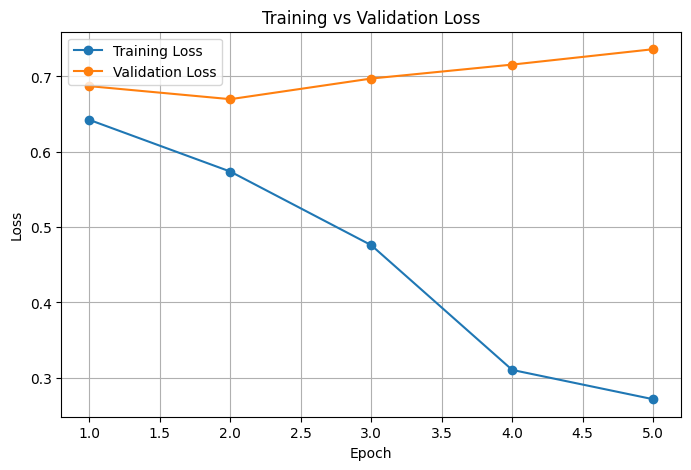 Training vs Validation Loss
Training Loss
Validation Loss
Loss
0.7
0.6
0.5
0.4
0.3
1.0 1.5 2.0 2.5 3.0 3.5 4.0 4.5 5.0
Epoch